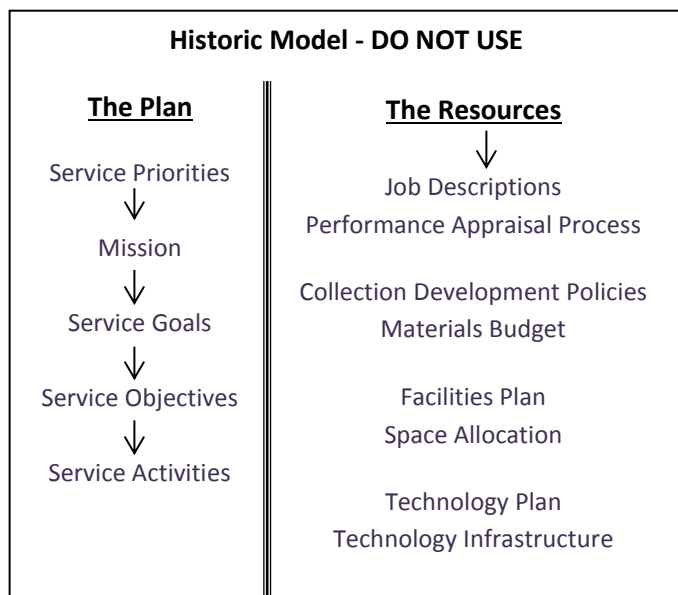 Historic Model - DO NOT USE
The Plan
Service Priorities
Mission
Service Goals
Service Objectives
Service Activities
The Resources
Job Descriptions
Performance Appraisal Process
Collection Development Policies
Materials Budget
Facilities Plan
Space Allocation
Technology Plan
Technology Infrastructure